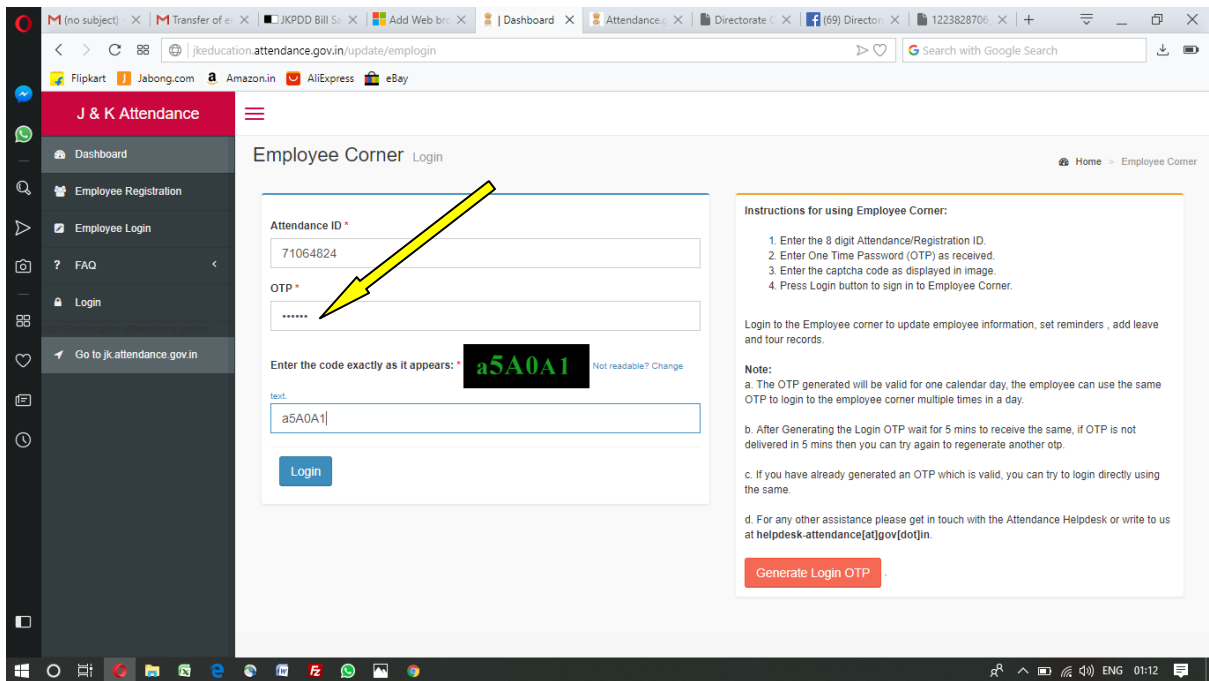 (no subject) -
Transfer of e
JKPDD Bill Sa
Add Web bro
| Dashboard
Attendance.g
Directorate
(69) Director
1223828706
jkeducation.attendance.gov.in/update/emplogin
Search with Google Search
Flipkart
Jabong.com
Amazon.in
AliExpress
eBay
J & K Attendance
Dashboard
Employee Registration
Employee Login
? FAQ
Login
Go to jk.attendance.gov.in
Employee Corner Login
Home > Employee Corner
Attendance ID *
71064824
OTP *
••••••
Enter the code exactly as it appears: * a5A0A1 Not readable? Change
text.
a5A0A1
Login
Instructions for using Employee Corner:
1. Enter the 8 digit Attendance/Registration ID.
2. Enter One Time Password (OTP) as received.
3. Enter the captcha code as displayed in image.
4. Press Login button to sign in to Employee Corner.
Login to the Employee corner to update employee information, set reminders , add leave
and tour records.
Note:
a. The OTP generated will be valid for one calendar day, the employee can use the same
OTP to login to the employee corner multiple times in a day.
b. After Generating the Login OTP wait for 5 mins to receive the same, if OTP is not
delivered in 5 mins then you can try again to regenerate another otp.
c. If you have already generated an OTP which is valid, you can try to login directly using
the same.
d. For any other assistance please get in touch with the Attendance Helpdesk or write to us
at helpdesk-attendance[at]gov[dot]in.
Generate Login OTP .
ENG 01:12